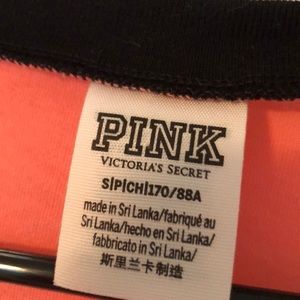 PINK
VICTORIA'S SECRET
S|P|CH|170/88A
made in Sri Lanka/fabriqué au
Sri Lanka/hecho en Sri Lanka/
fabbricato in Sri Lanka/
斯里兰卡制造